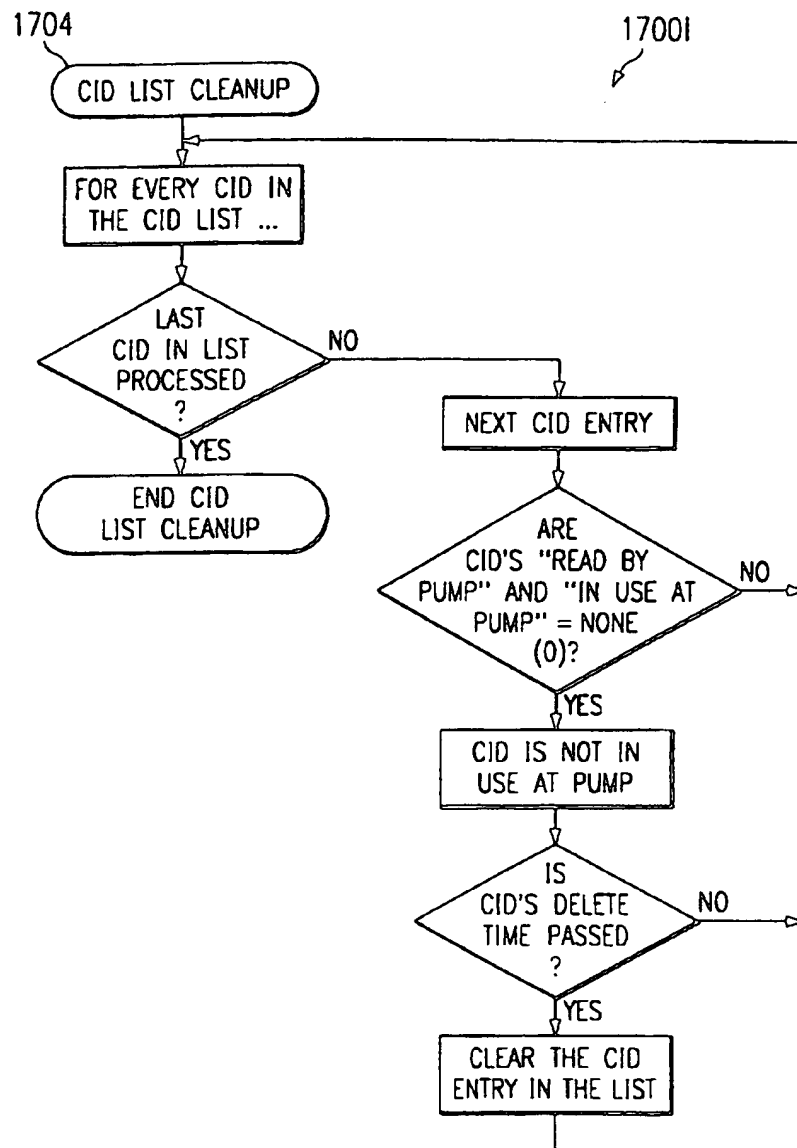 1704
1700I
CID LIST CLEANUP
FOR EVERY CID IN
THE CID LIST ...
LAST
CID IN LIST
PROCESSED
?
NO
YES
END CID
LIST CLEANUP
NEXT CID ENTRY
ARE
CID'S "READ BY
PUMP" AND "IN USE AT
PUMP" = NONE
(0)?
NO
YES
CID IS NOT IN
USE AT PUMP
IS
CID'S DELETE
TIME PASSED
?
NO
YES
CLEAR THE CID
ENTRY IN THE LIST